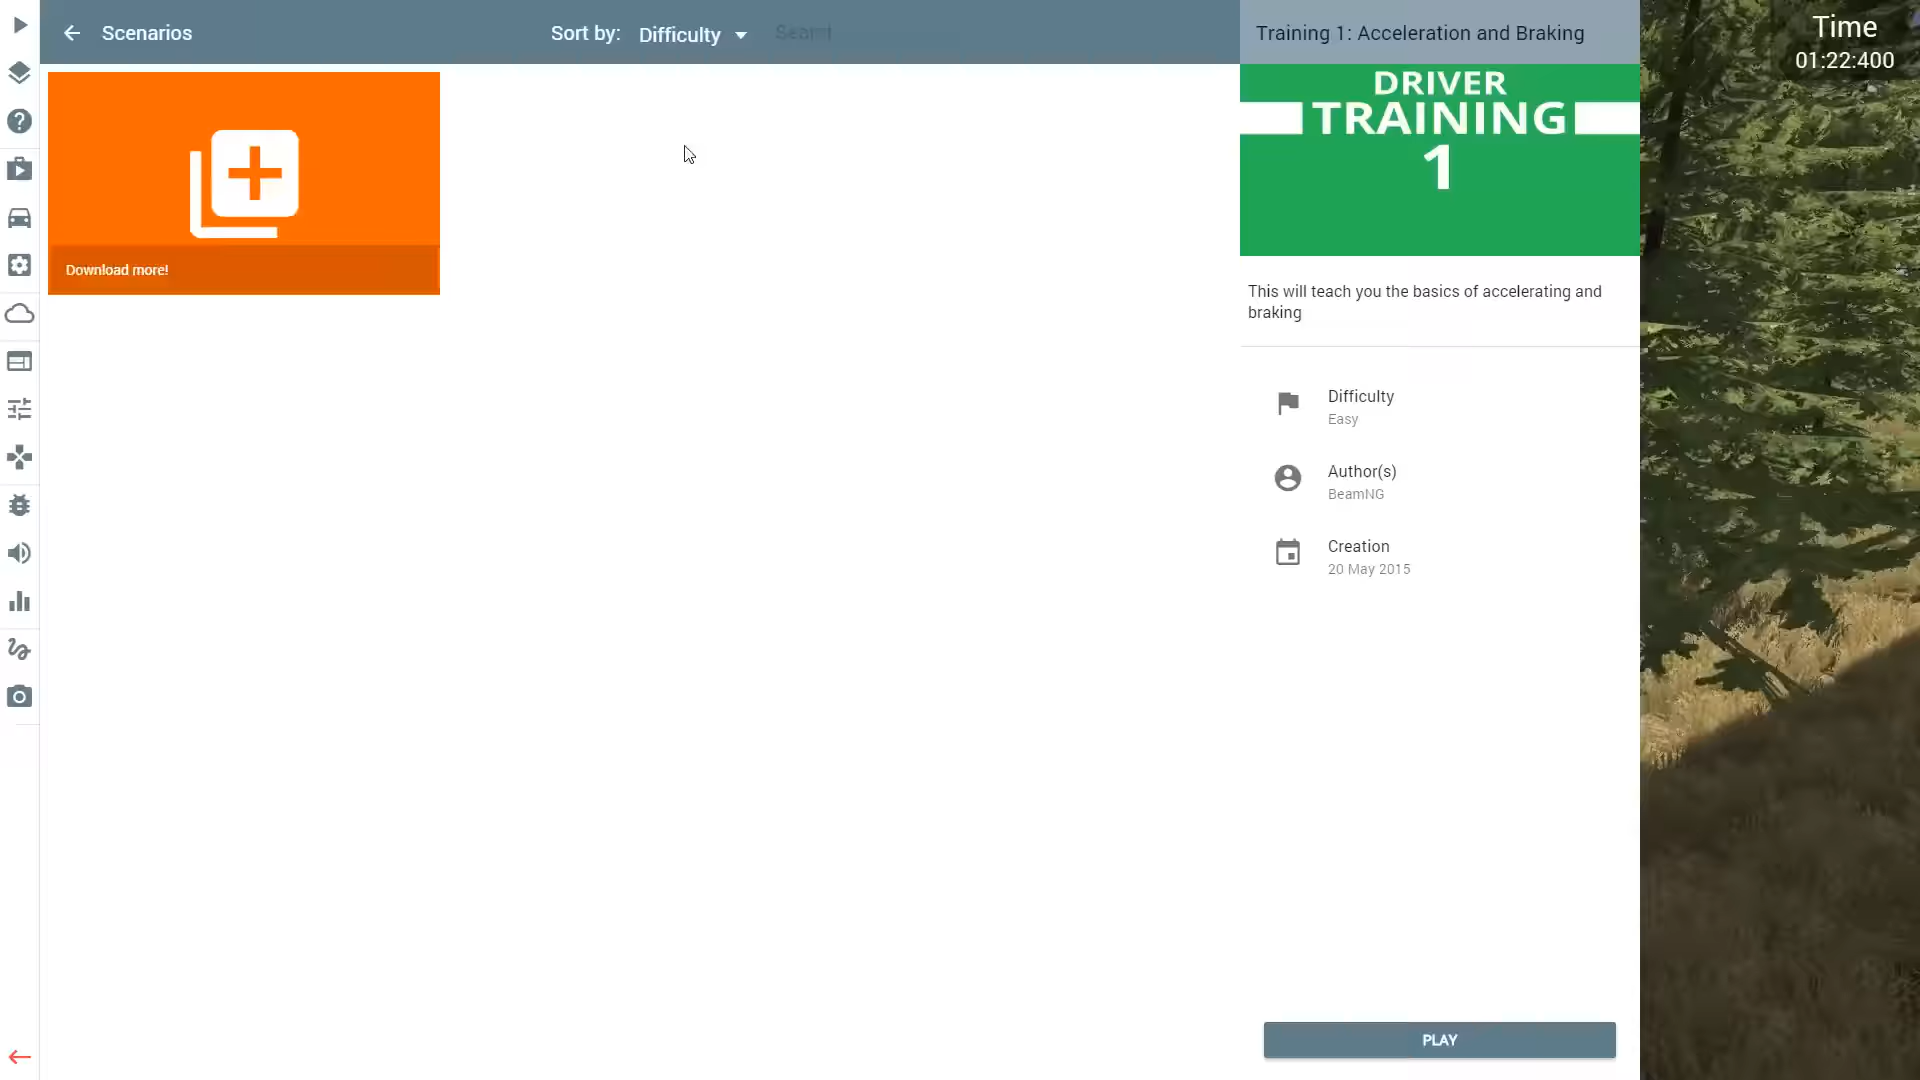 Scenarios
Sort by: Difficulty
Search
Training 1: Acceleration and Braking
Time
01:22:400
DRIVER
TRAINING
1
Download more!
This will teach you the basics of accelerating and
braking
Difficulty
Easy
Author(s)
BeamNG
Creation
20 May 2015
PLAY